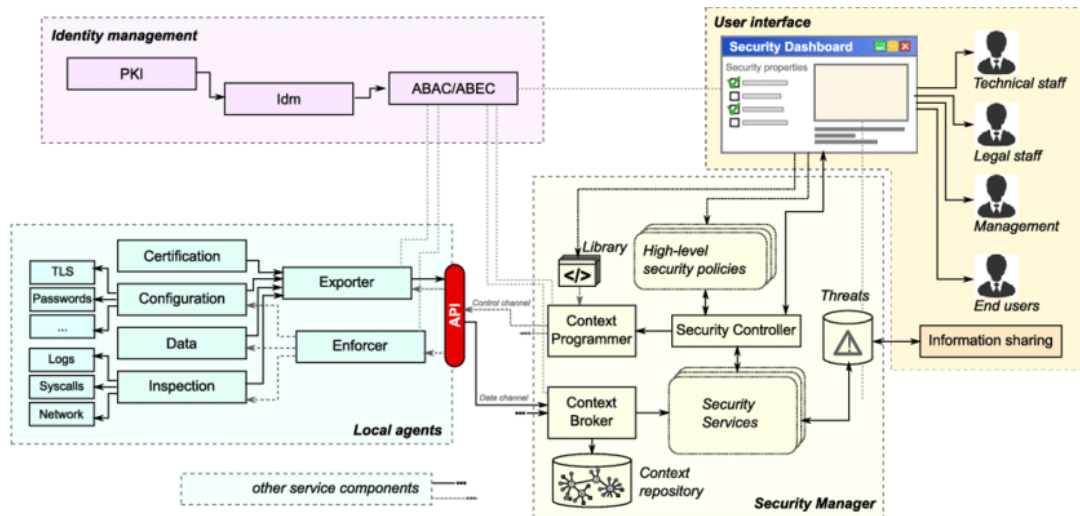 Identity management
PKI
Idm
ABAC/ABEC
User interface
Security Dashboard
Security properties
Technical staff
Legal staff
Management
End users
Information sharing
Local agents
Certification
Configuration
Data
Inspection
TLS
Passwords
...
Logs
Syscalls
Network
Exporter
Enforcer
API
Control channel
Data channel
Library
</>
High-level
security policies
Context
Programmer
Security Controller
Threats
Context
Broker
Security
Services
Context
repository
Security Manager
other service components